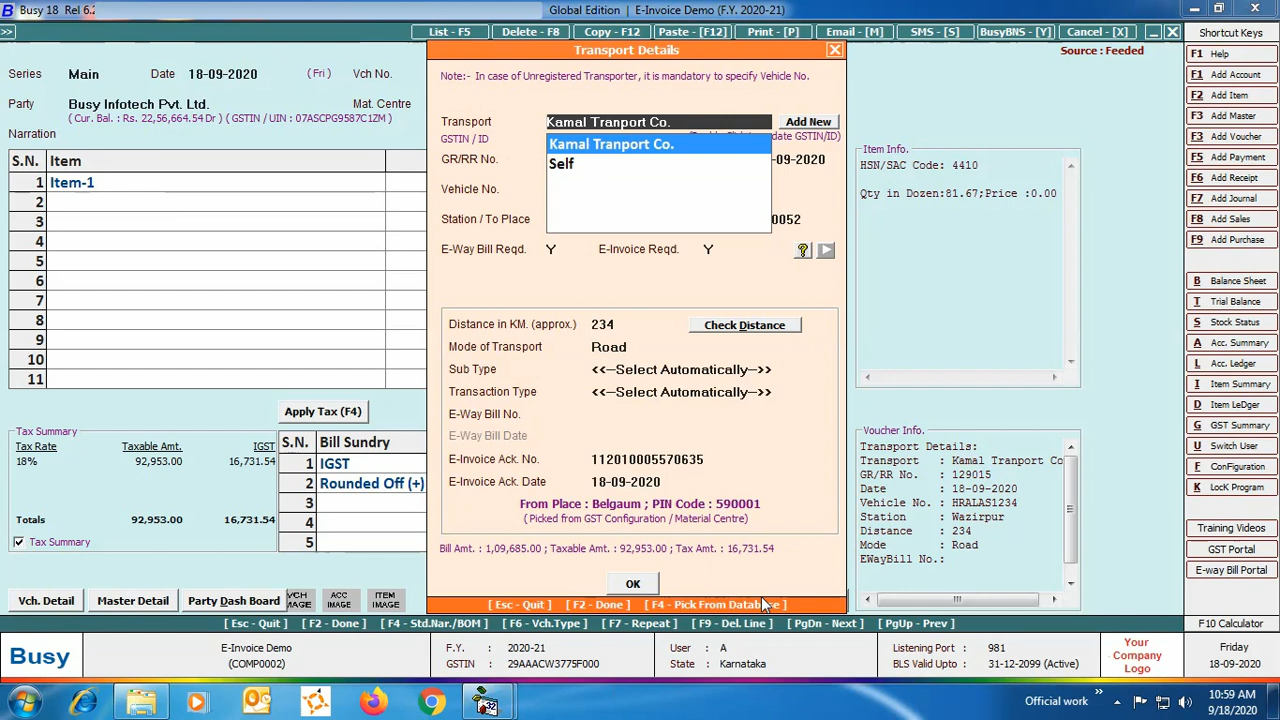 Busy 18 Rel 6.2
Global Edition | E-Invoice Demo (F.Y. 2020-21)
>>
List - F5
Delete - F8
Copy - F12
Paste - [F12]
Print - [P]
Email - [M]
SMS - [S]
BusyBNS - [Y]
Cancel - [X]
Shortcut Keys
Transport Details
Source : Feeded
F1 Help
F1 Add Account
F2 Add Item
F3 Add Master
F3 Add Voucher
F5 Add Payment
F6 Add Receipt
F7 Add Journal
F8 Add Sales
F9 Add Purchase
B Balance Sheet
T Trial Balance
S Stock Status
A Acc. Summary
L Acc. Ledger
I Item Summary
D Item LeDger
G GST Summary
U Switch User
F Configuration
K LocK Program
Training Videos
GST Portal
E-way Bill Portal
F10 Calculator
Series Main Date 18-09-2020 (Fri) Vch No.
Party Busy Infotech Pvt. Ltd. Mat. Centre
( Cur. Bal. : Rs. 22,56,664.54 Dr ) ( GSTIN / UIN : 07ASCPG9587C1ZM )
Narration
S.N. Item
1 Item-1
2
3
4
5
6
7
8
9
10
11
Apply Tax (F4)
Tax Summary
Tax Rate Taxable Amt. IGST
18% 92,953.00 16,731.54
Totals 92,953.00 16,731.54
Tax Summary
S.N. Bill Sundry
1 IGST
2 Rounded Off (+)
3
4
5
Note:- In case of Unregistered Transporter, it is mandatory to specify Vehicle No.
Transport Kamal Tranport Co. Add New
GSTIN / ID
Kamal Tranport Co.
Self
GR/RR No. -09-2020
Vehicle No.
Station / To Place 0052
E-Way Bill Reqd. Y E-Invoice Reqd. Y ?
Distance in KM. (approx.) 234 Check Distance
Mode of Transport Road
Sub Type <<--Select Automatically-->>
Transaction Type <<--Select Automatically-->>
E-Way Bill No.
E-Way Bill Date
E-Invoice Ack. No. 112010005570635
E-Invoice Ack. Date 18-09-2020
From Place : Belgaum ; PIN Code : 590001
( Picked from GST Configuration / Material Centre)
Bill Amt. : 1,09,685.00 ; Taxable Amt. : 92,953.00 ; Tax Amt. : 16,731.54
OK
[ Esc - Quit ] [ F2 - Done ] [ F4 - Pick From Database ]
Item Info.
HSN/SAC Code: 4410
Qty in Dozen:81.67;Price :0.00
Voucher Info.
Transport Details:
Transport : Kamal Tranport Co
GR/RR No. : 129015
Date : 18-09-2020
Vehicle No. : HRALAS1234
Station : Wazirpur
Distance : 234
Mode : Road
EWayBill No.:
Vch. Detail
Master Detail
Party Dash Board
VCH IMAGE
ACC IMAGE
ITEM IMAGE
[ Esc - Quit ] [ F2 - Done ] [ F4 - Std.Nar./BOM ] [ F6 - Vch.Type ] [ F7 - Repeat ] [ F9 - Del. Line ] [ PgDn - Next ] [ PgUp - Prev ]
Busy
E-Invoice Demo
(COMP0002)
F.Y. : 2020-21
GSTIN : 29AAACW3775F000
User : A
State : Karnataka
Listening Port : 981
BLS Valid Upto : 31-12-2099 (Active)
Your
Company
Logo
Friday
18-09-2020
Official work
10:59 AM
9/18/2020